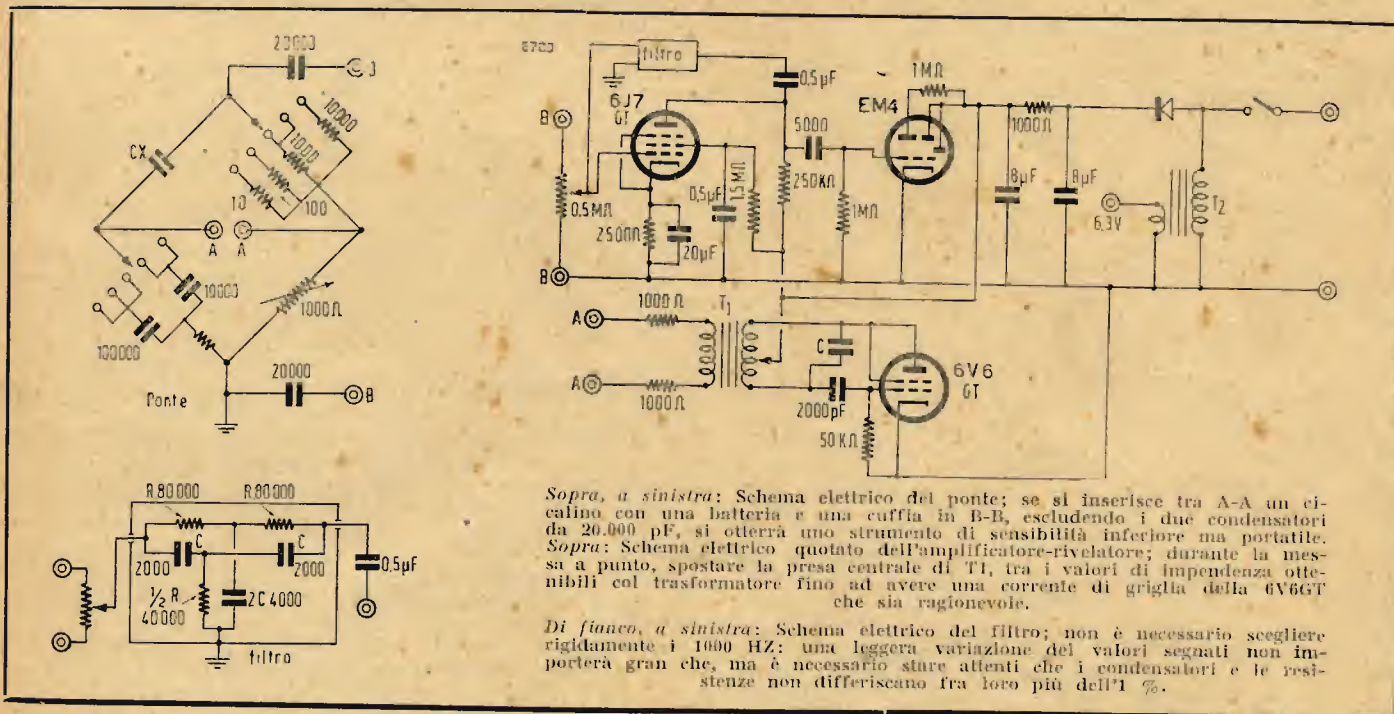 20000
J
10000
1000
CX
10
100
A
A
10000
1000Ω
100000
20000
B
Ponte
R 80000
R 80000
C
C
2000
2000
0,5µF
½ R
40000
2C 4000
filtro
filtro
0,5µF
1MΩ
6J7
GT
EM4
B
5000
1000Ω
0,5MΩ
0,5µF
1,5MΩ
250KΩ
8µF
8µF
T2
1MΩ
6,3V
2500Ω
20µF
B
1000Ω
T1
A
C
6V6
GT
A
1000Ω
2000pF
50KΩ
Sopra, a sinistra: Schema elettrico del ponte; se si inserisce tra A-A un ci-
calino con una batteria e una cuffia in B-B, escludendo i due condensatori
da 20.000 pF, si otterrà uno strumento di sensibilità inferiore ma portatile.
Sopra: Schema elettrico quotato dell'amplificatore-rivelatore; durante la mes-
sa a punto, spostare la presa centrale di T1, tra i valori di impendenza otte-
nibili col trasformatore fino ad avere una corrente di griglia della 6V6GT
che sia ragionevole.
Di fianco, a sinistra: Schema elettrico del filtro; non è necessario scegliere
rigidamente i 1000 HZ: una leggera variazione dei valori segnati non im-
porterà gran che, ma è necessario stare attenti che i condensatori e le resi-
stenze non differiscano fra loro più dell'1 %.